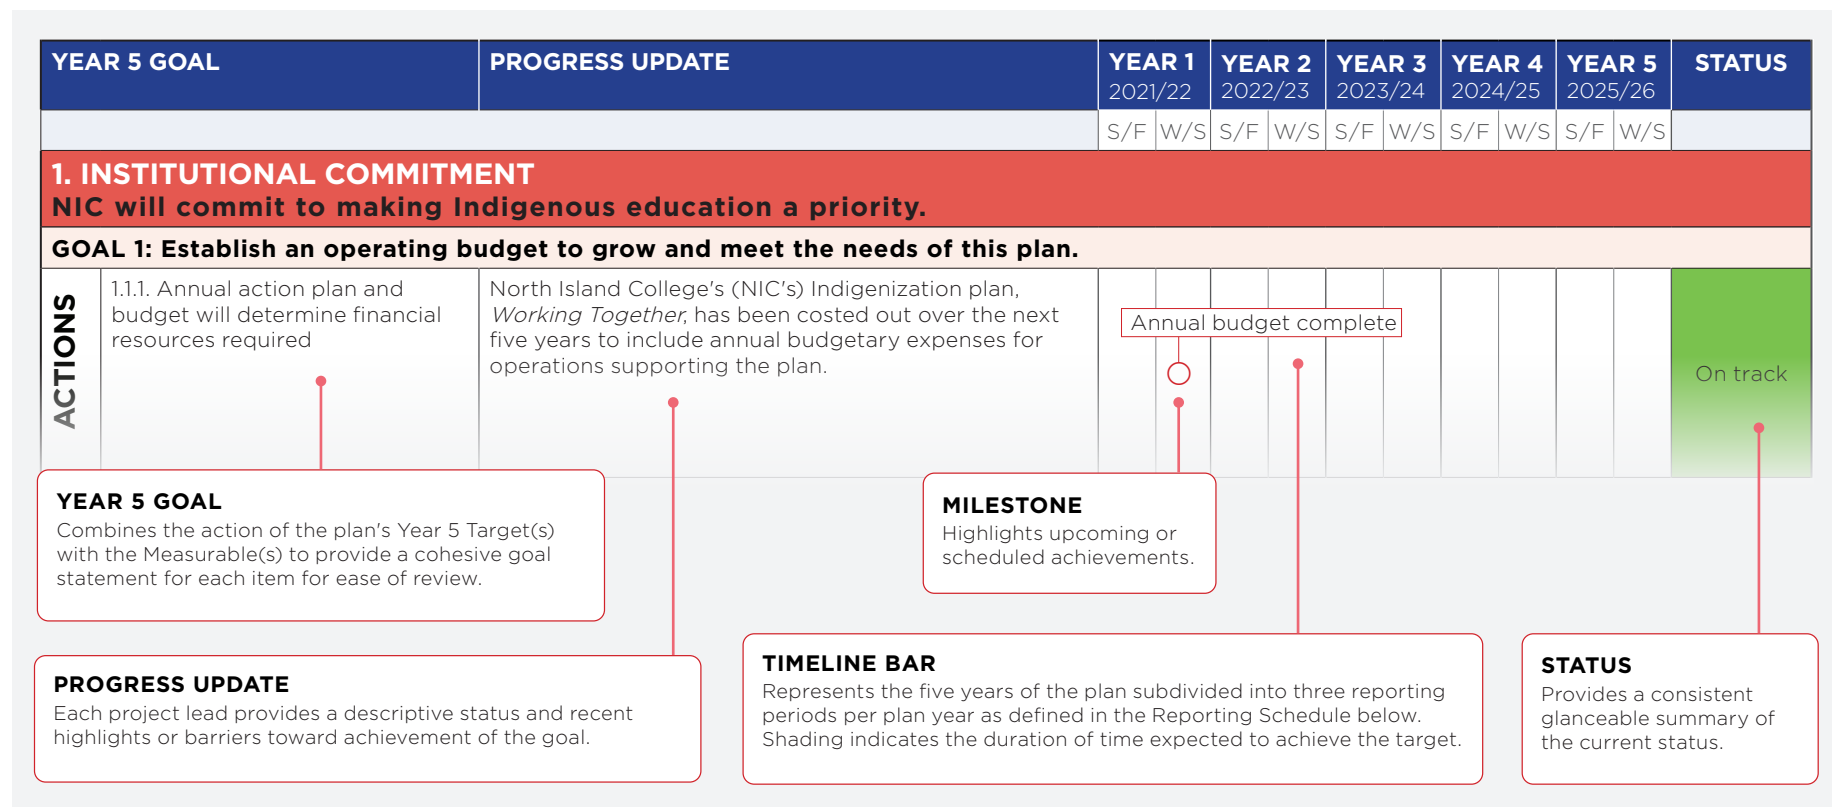 YEAR 5 GOAL
PROGRESS UPDATE
YEAR 1
2021/22
YEAR 2
2022/23
YEAR 3
2023/24
YEAR 4
2024/25
YEAR 5
2025/26
STATUS
S/F W/S S/F W/S S/F W/S S/F W/S S/F W/S
1. INSTITUTIONAL COMMITMENT
NIC will commit to making Indigenous education a priority.
GOAL 1: Establish an operating budget to grow and meet the needs of this plan.
ACTIONS
1.1.1. Annual action plan and
budget will determine financial
resources required
North Island College's (NIC's) Indigenization plan,
Working Together, has been costed out over the next
five years to include annual budgetary expenses for
operations supporting the plan.
Annual budget complete
On track
YEAR 5 GOAL
Combines the action of the plan's Year 5 Target(s)
with the Measurable(s) to provide a cohesive goal
statement for each item for ease of review.
MILESTONE
Highlights upcoming or
scheduled achievements.
PROGRESS UPDATE
Each project lead provides a descriptive status and recent
highlights or barriers toward achievement of the goal.
TIMELINE BAR
Represents the five years of the plan subdivided into three reporting
periods per plan year as defined in the Reporting Schedule below.
Shading indicates the duration of time expected to achieve the target.
STATUS
Provides a consistent
glanceable summary of
the current status.